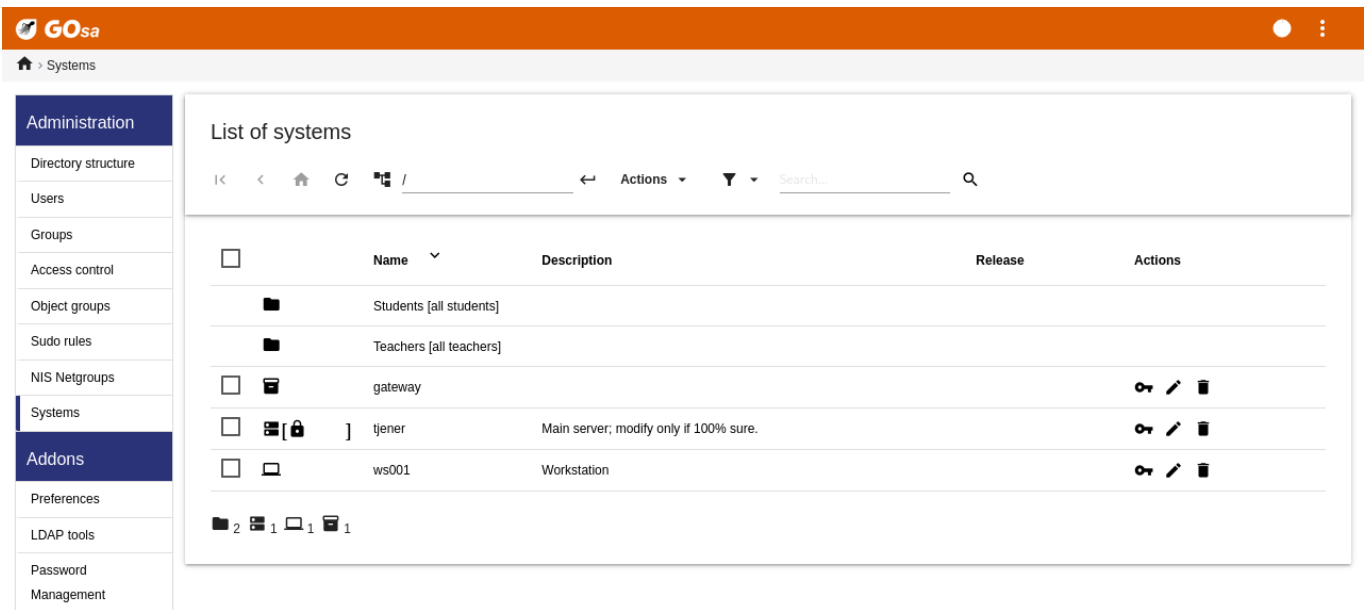 GOsa
› Systems
Administration
Directory structure
Users
Groups
Access control
Object groups
Sudo rules
NIS Netgroups
Systems
Addons
Preferences
LDAP tools
Password
Management
List of systems
/ Actions Search...
Name Description Release Actions
Students [all students]
Teachers [all teachers]
gateway
[ ] tjener Main server; modify only if 100% sure.
ws001 Workstation
2 1 1 1